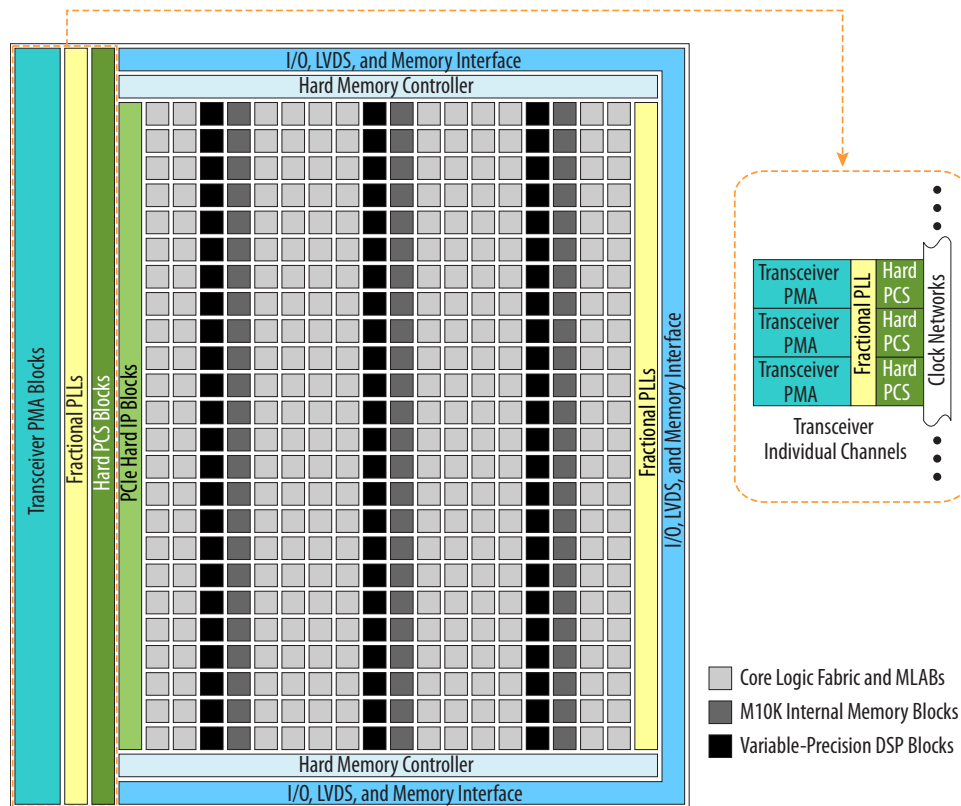 I/O, LVDS, and Memory Interface
Hard Memory Controller
Transceiver PMA Blocks
Fractional PLLs
Hard PCS Blocks
PCIe Hard IP Blocks
Fractional PLLs
I/O, LVDS, and Memory Interface
Hard Memory Controller
I/O, LVDS, and Memory Interface
Transceiver
PMA
Transceiver
PMA
Transceiver
PMA
Fractional PLL
Hard
PCS
Hard
PCS
Hard
PCS
Clock Networks
Transceiver
Individual Channels
Core Logic Fabric and MLABs
M10K Internal Memory Blocks
Variable-Precision DSP Blocks